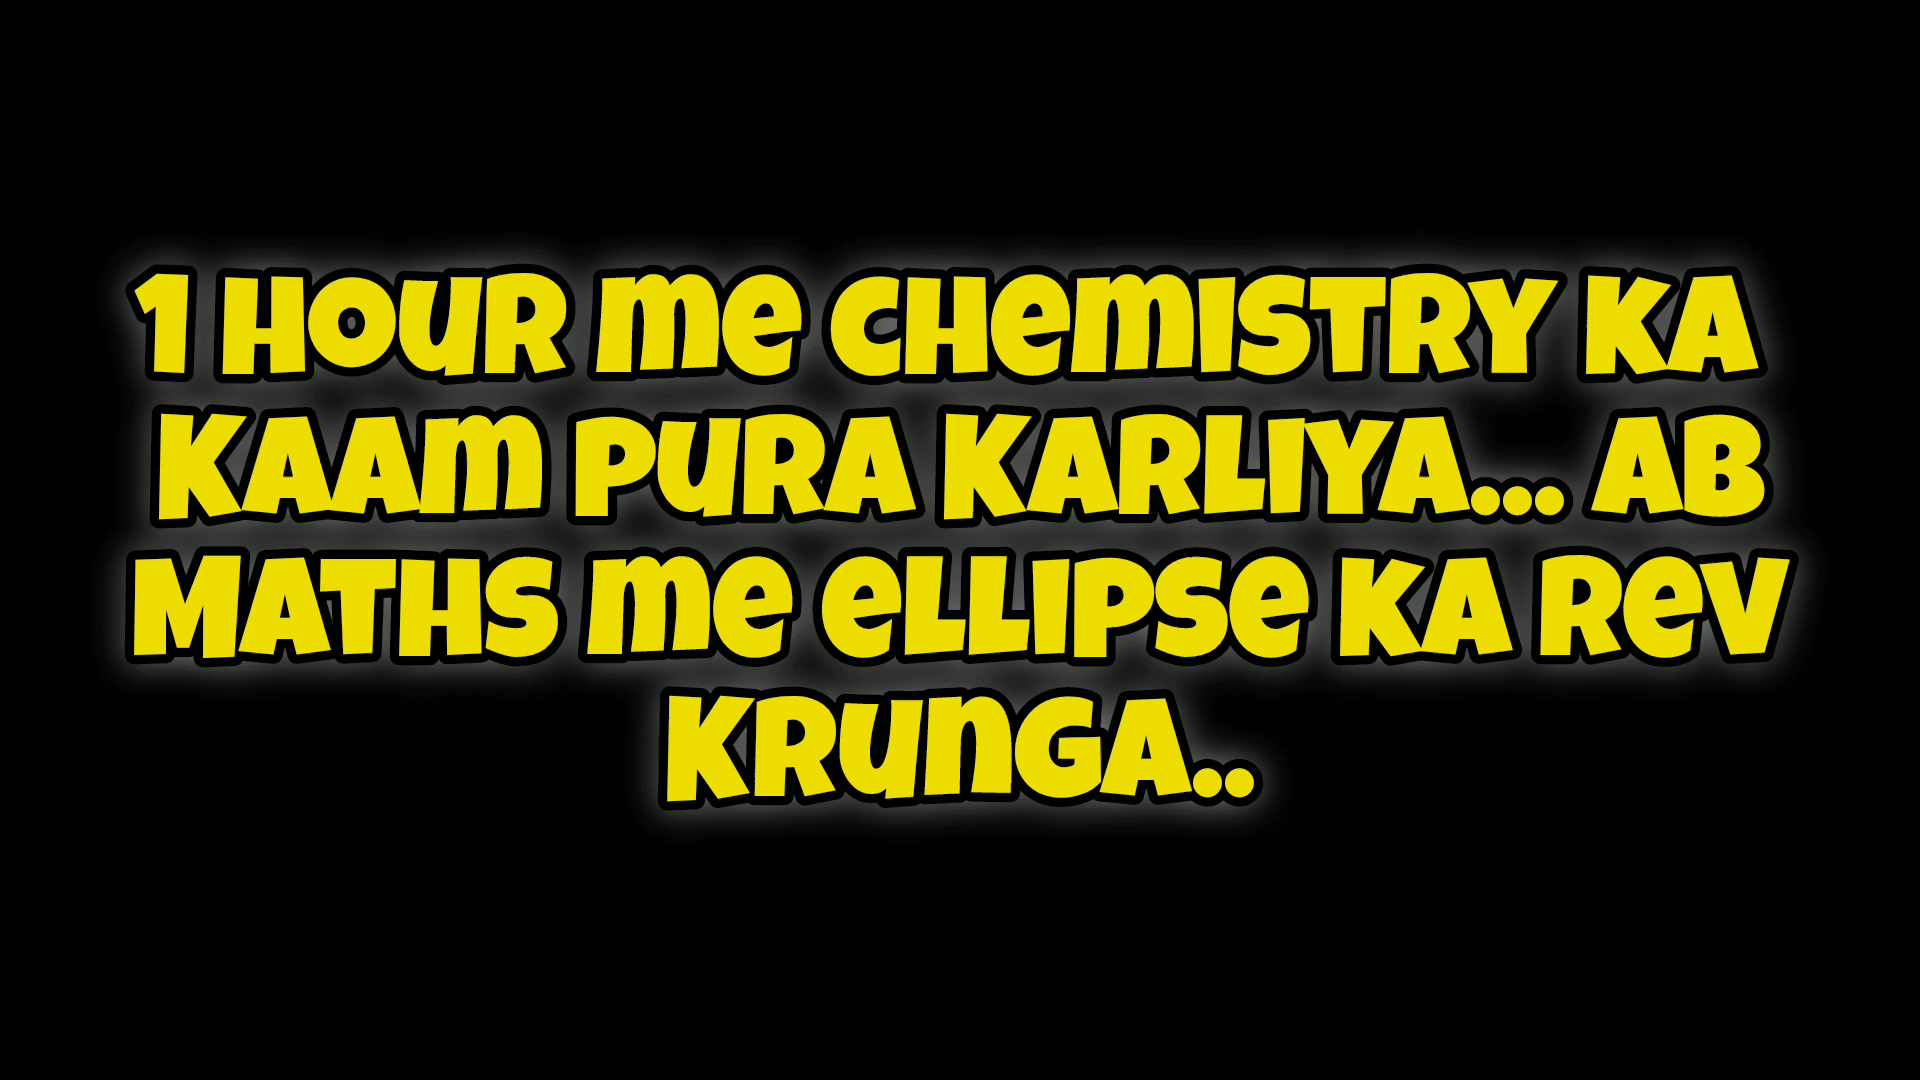 1 Hour me chemistry ka
kaam pura karliya... ab
maths me ellipse ka rev
krunga..